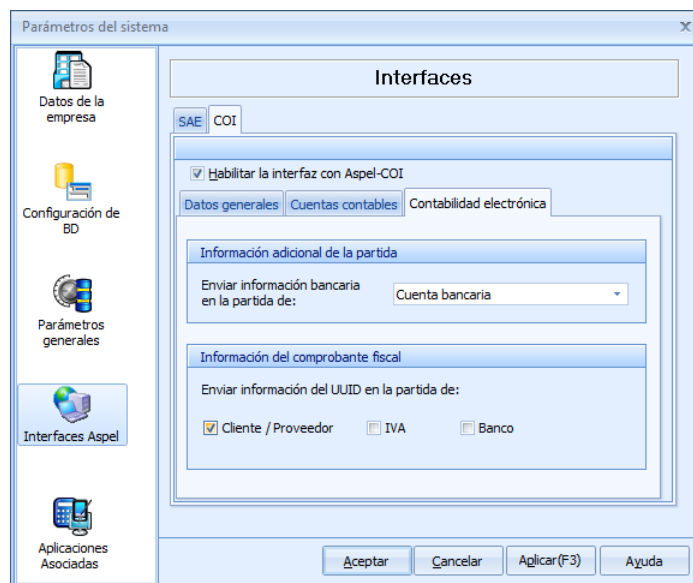 Parámetros del sistema
x
Datos de la
empresa
Configuración de
BD
Parámetros
generales
Interfaces Aspel
Aplicaciones
Asociadas
Interfaces
SAE COI
Habilitar la interfaz con Aspel-COI
Datos generales Cuentas contables Contabilidad electrónica
Información adicional de la partida
Enviar información bancaria
en la partida de:
Cuenta bancaria
Información del comprobante fiscal
Enviar información del UUID en la partida de:
Cliente / Proveedor IVA Banco
Aceptar Cancelar Aplicar(F3) Ayuda